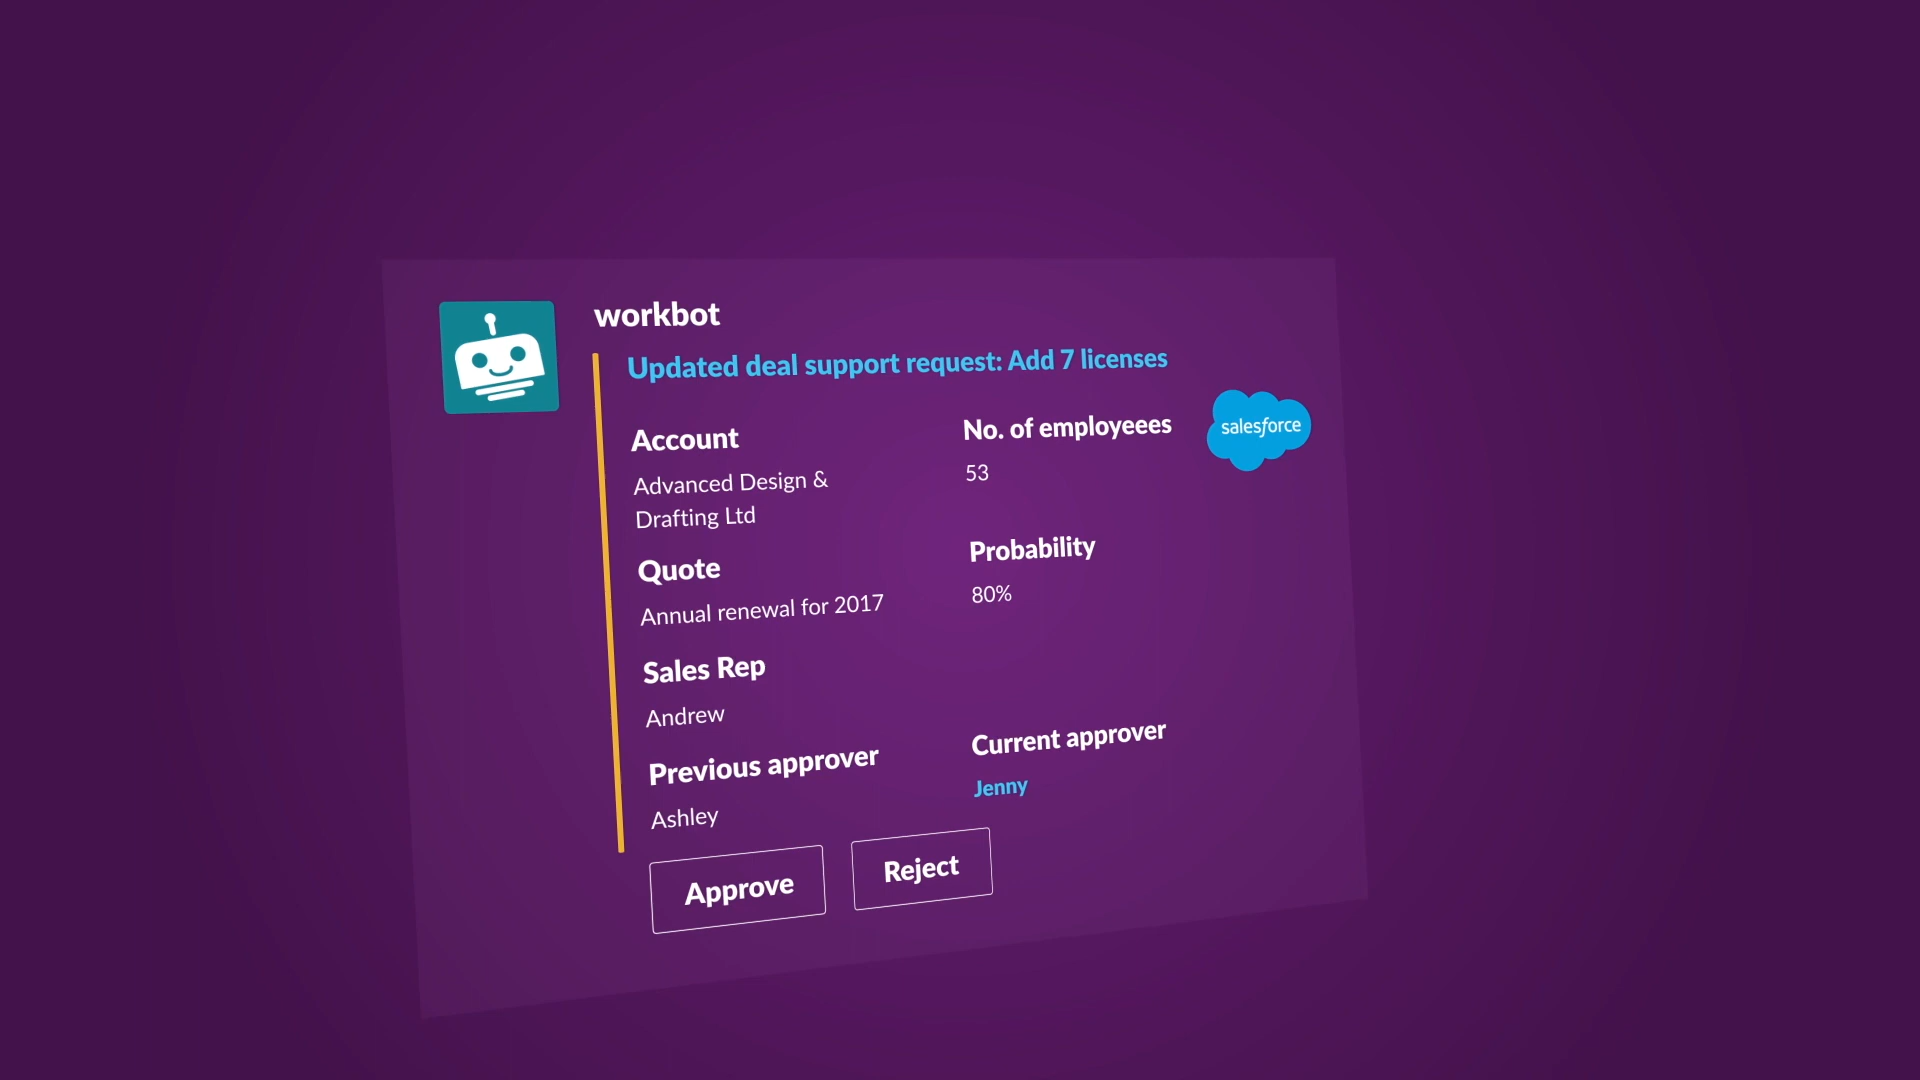 workbot
Updated deal support request: Add 7 licenses
Account
Advanced Design &
Drafting Ltd
No. of employeees
53
salesforce
Quote
Annual renewal for 2017
Probability
80%
Sales Rep
Andrew
Previous approver
Ashley
Current approver
Jenny
Approve
Reject